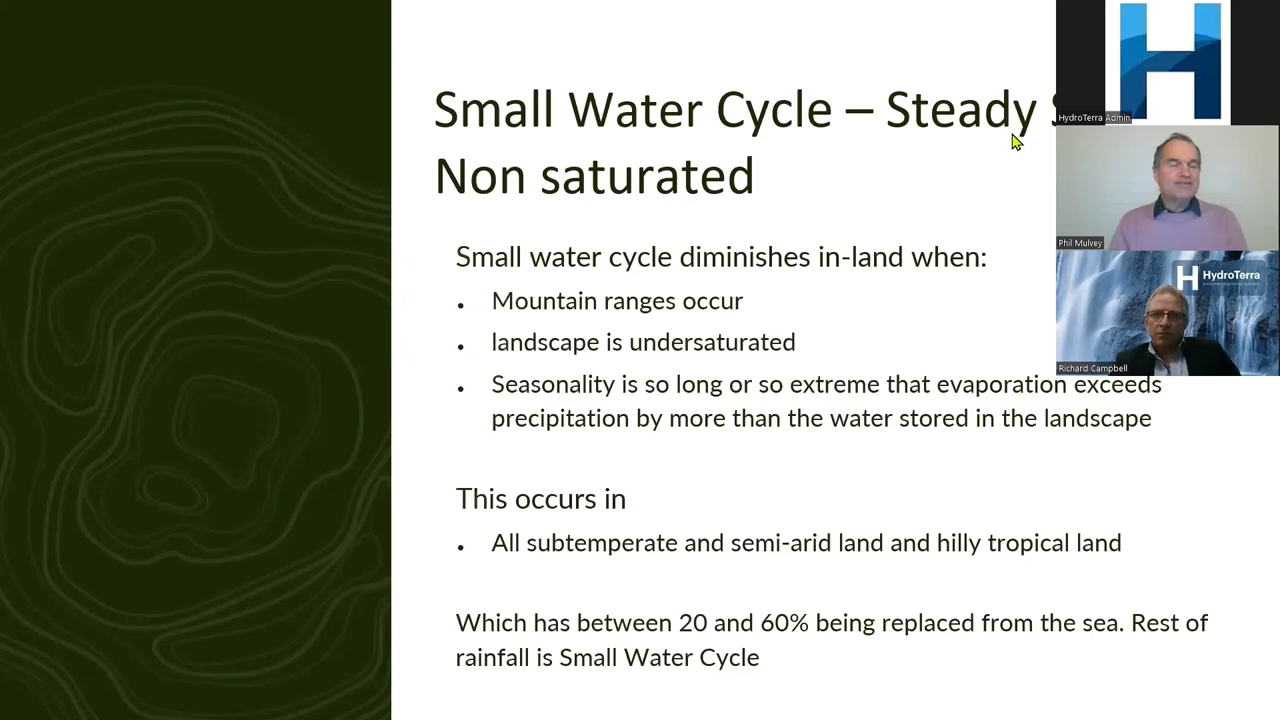 Small Water Cycle – Steady
Non saturated
Small water cycle diminishes in-land when:
• Mountain ranges occur
• landscape is undersaturated
• Seasonality is so long or so extreme that evaporation exceeds
precipitation by more than the water stored in the landscape
This occurs in
• All subtemperate and semi-arid land and hilly tropical land
Which has between 20 and 60% being replaced from the sea. Rest of
rainfall is Small Water Cycle
H
HydroTerra Admin
Phil Mulvey
H HydroTerra
Richard Campbell